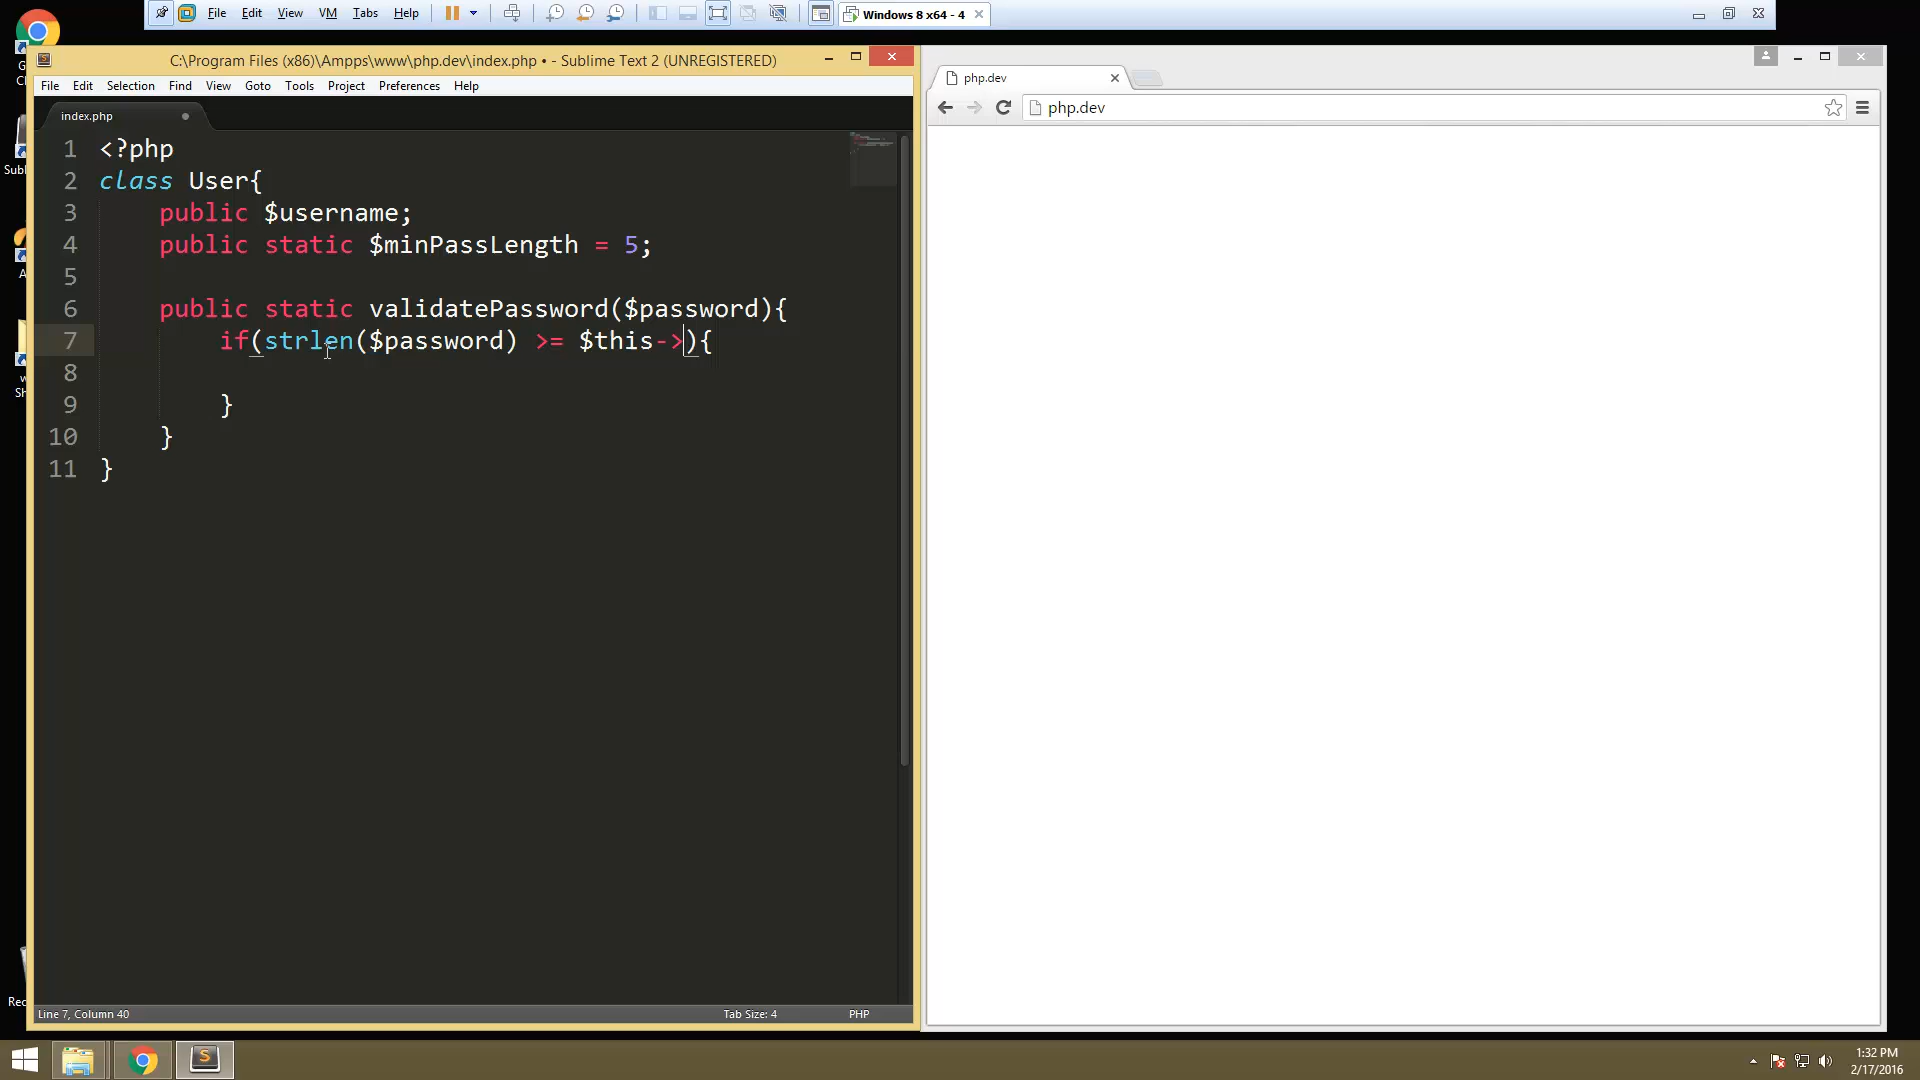 File Edit View VM Tabs Help
Windows 8 x64 - 4
C:\Program Files (x86)\Ampps\www\php.dev\index.php • - Sublime Text 2 (UNREGISTERED)
File Edit Selection Find View Goto Tools Project Preferences Help
index.php
1 <?php
2 class User{
3 public $username;
4 public static $minPassLength = 5;
5
6 public static validatePassword($password){
7 if(strlen($password) >= $this->){
8
9 }
10 }
11 }
Line 7, Column 40
Tab Size: 4
PHP
php.dev
php.dev
1:32 PM
2/17/2016